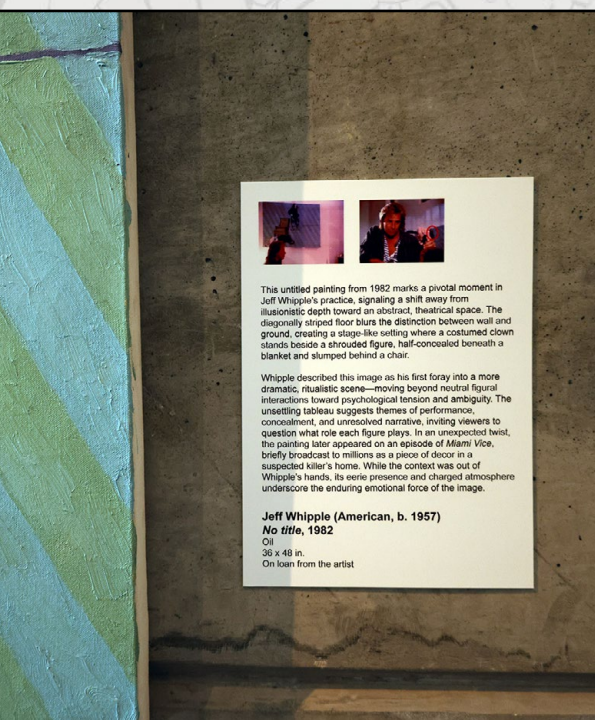 This untitled painting from 1982 marks a pivotal moment in
Jeff Whipple's practice, signaling a shift away from
illusionistic depth toward an abstract, theatrical space. The
diagonally striped floor blurs the distinction between wall and
ground, creating a stage-like setting where a costumed clown
stands beside a shrouded figure, half-concealed beneath a
blanket and slumped behind a chair.
Whipple described this image as his first foray into a more
dramatic, ritualistic scene—moving beyond neutral figural
interactions toward psychological tension and ambiguity. The
unsettling tableau suggests themes of performance,
concealment, and unresolved narrative, inviting viewers to
question what role each figure plays. In an unexpected twist,
the painting later appeared on an episode of Miami Vice,
briefly broadcast to millions as a piece of decor in a
suspected killer's home. While the context was out of
Whipple's hands, its eerie presence and charged atmosphere
underscore the enduring emotional force of the image.
Jeff Whipple (American, b. 1957)
No title, 1982
Oil
36 x 48 in.
On loan from the artist